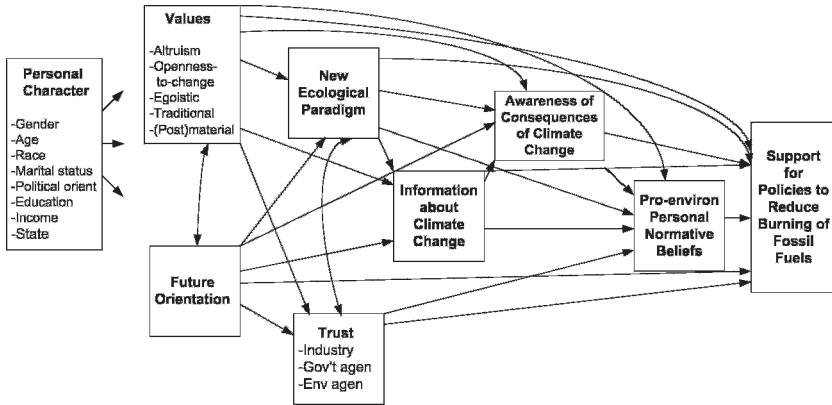 Personal
Character
-Gender
-Age
-Race
-Marital status
-Political orient
-Education
-Income
-State
Values
-Altruism
-Openness-
to-change
-Egoistic
-Traditional
-(Post)material
Future
Orientation
New
Ecological
Paradigm
Trust
-Industry
-Gov't agen
-Env agen
Information
about
Climate
Change
Awareness of
Consequences
of Climate
Change
Pro-environ
Personal
Normative
Beliefs
Support
for
Policies to
Reduce
Burning of
Fossil
Fuels